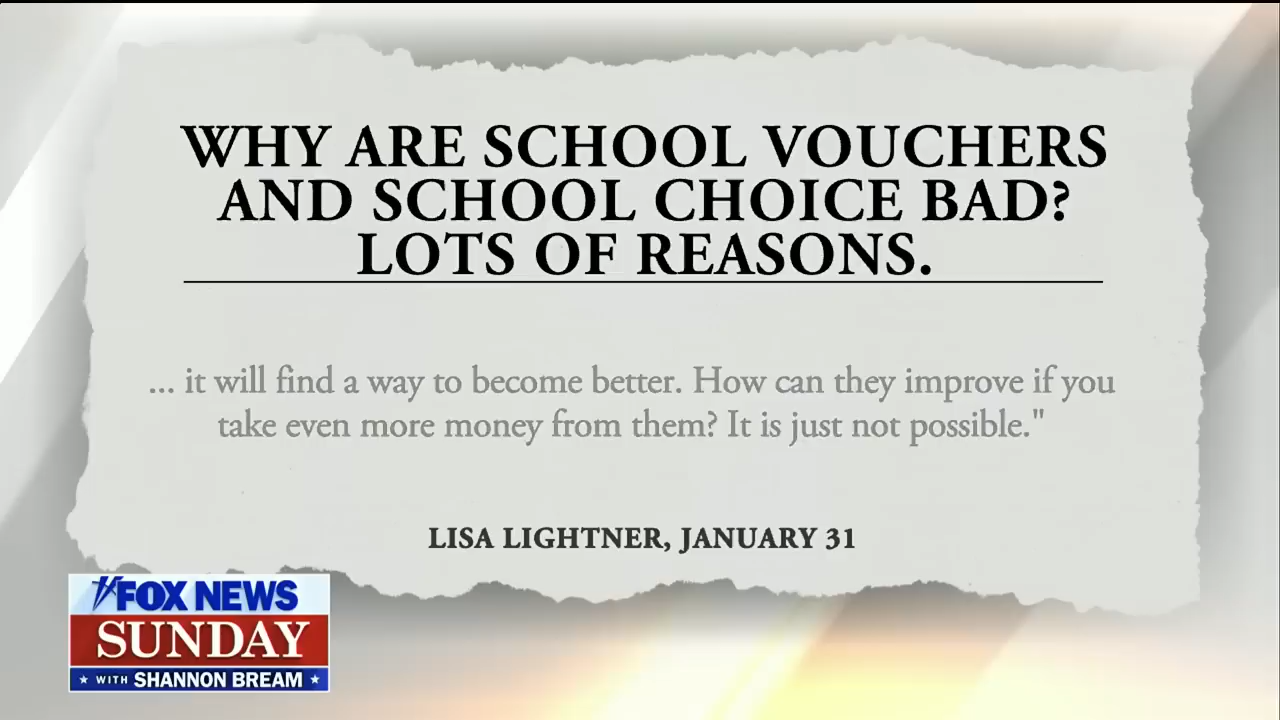 WHY ARE SCHOOL VOUCHERS
AND SCHOOL CHOICE BAD?
LOTS OF REASONS.
... it will find a way to become better. How can they improve if you
take even more money from them? It is just not possible."
LISA LIGHTNER, JANUARY 31
FOX NEWS
SUNDAY
WITH SHANNON BREAM